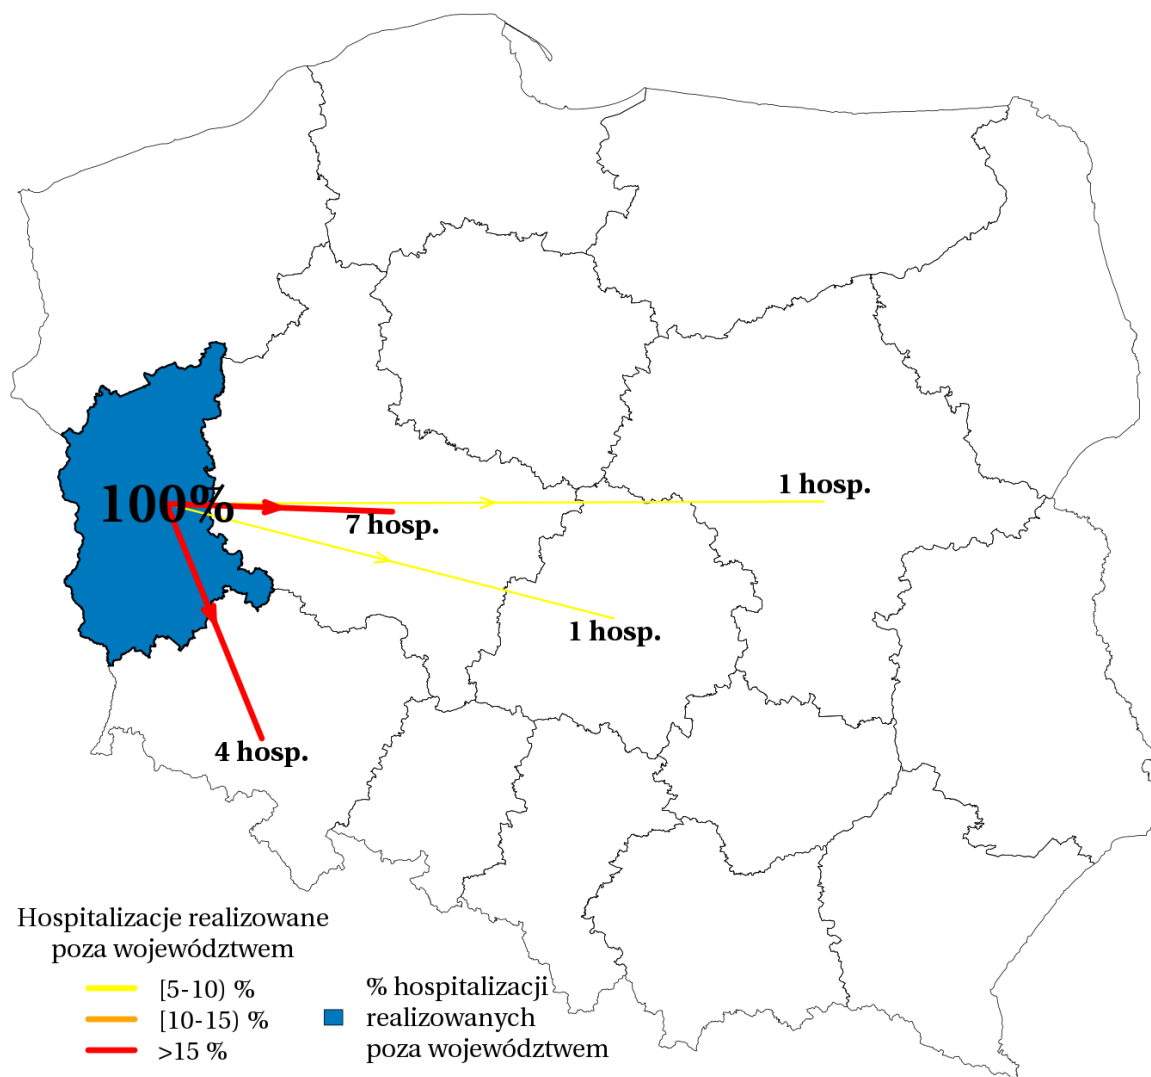 1 hosp.
100%
7 hosp.
1 hosp.
4 hosp.
Hospitalizacje realizowane
poza województwem
[5-10) %
[10-15) %
>15 %
% hospitalizacji
realizowanych
poza województwem